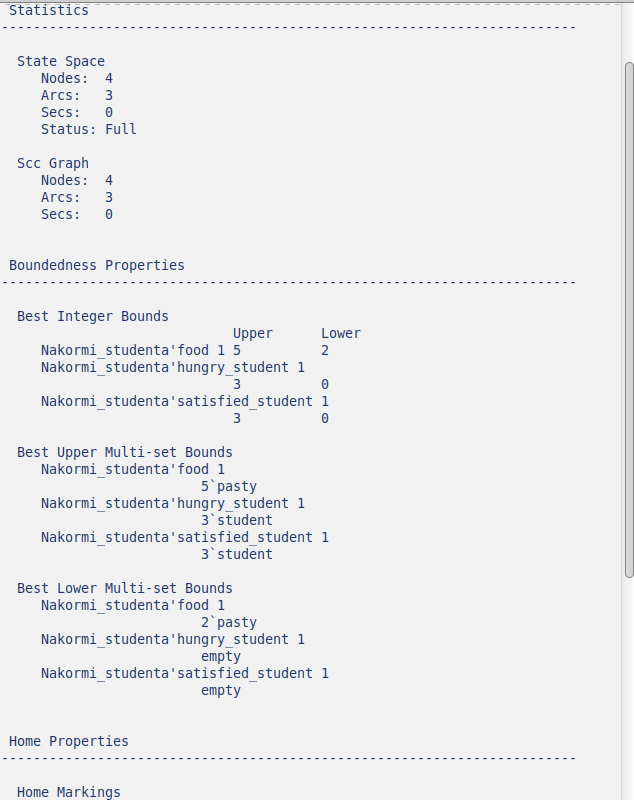 Statistics
------------------------------------------------------------------------
State Space
Nodes: 4
Arcs: 3
Secs: 0
Status: Full
Scc Graph
Nodes: 4
Arcs: 3
Secs: 0
Boundedness Properties
------------------------------------------------------------------------
Best Integer Bounds
Upper Lower
Nakormi_studenta'food 1 5 2
Nakormi_studenta'hungry_student 1
3 0
Nakormi_studenta'satisfied_student 1
3 0
Best Upper Multi-set Bounds
Nakormi_studenta'food 1
5`pasty
Nakormi_studenta'hungry_student 1
3`student
Nakormi_studenta'satisfied_student 1
3`student
Best Lower Multi-set Bounds
Nakormi_studenta'food 1
2`pasty
Nakormi_studenta'hungry_student 1
empty
Nakormi_studenta'satisfied_student 1
empty
Home Properties
------------------------------------------------------------------------
Home Markings